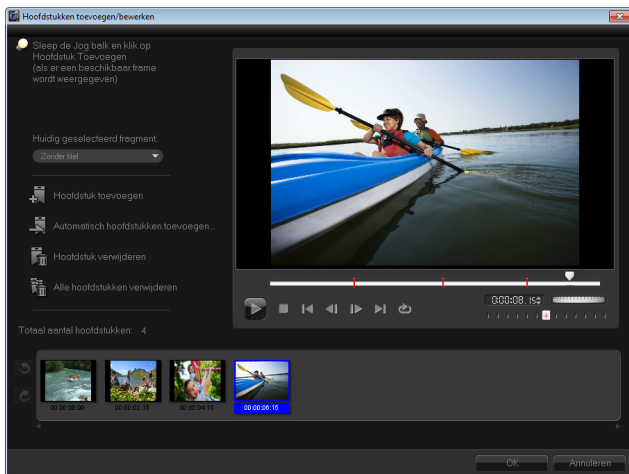 Hoofdstukken toevoegen/bewerken
Sleep de Jog balk en klik op
Hoofdstuk Toevoegen
(als er een beschikbaar frame
wordt weergegeven)
Huidig geselecteerd fragment:
Zonder titel
Hoofdstuk toevoegen
Automatisch hoofdstukken toevoegen...
Hoofdstuk verwijderen
Alle hoofdstukken verwijderen
0:00:08.15
Totaal aantal hoofdstukken: 4
00:00:00:00 00:00:02:15 00:00:04:15 00:00:06:15
OK Annuleren